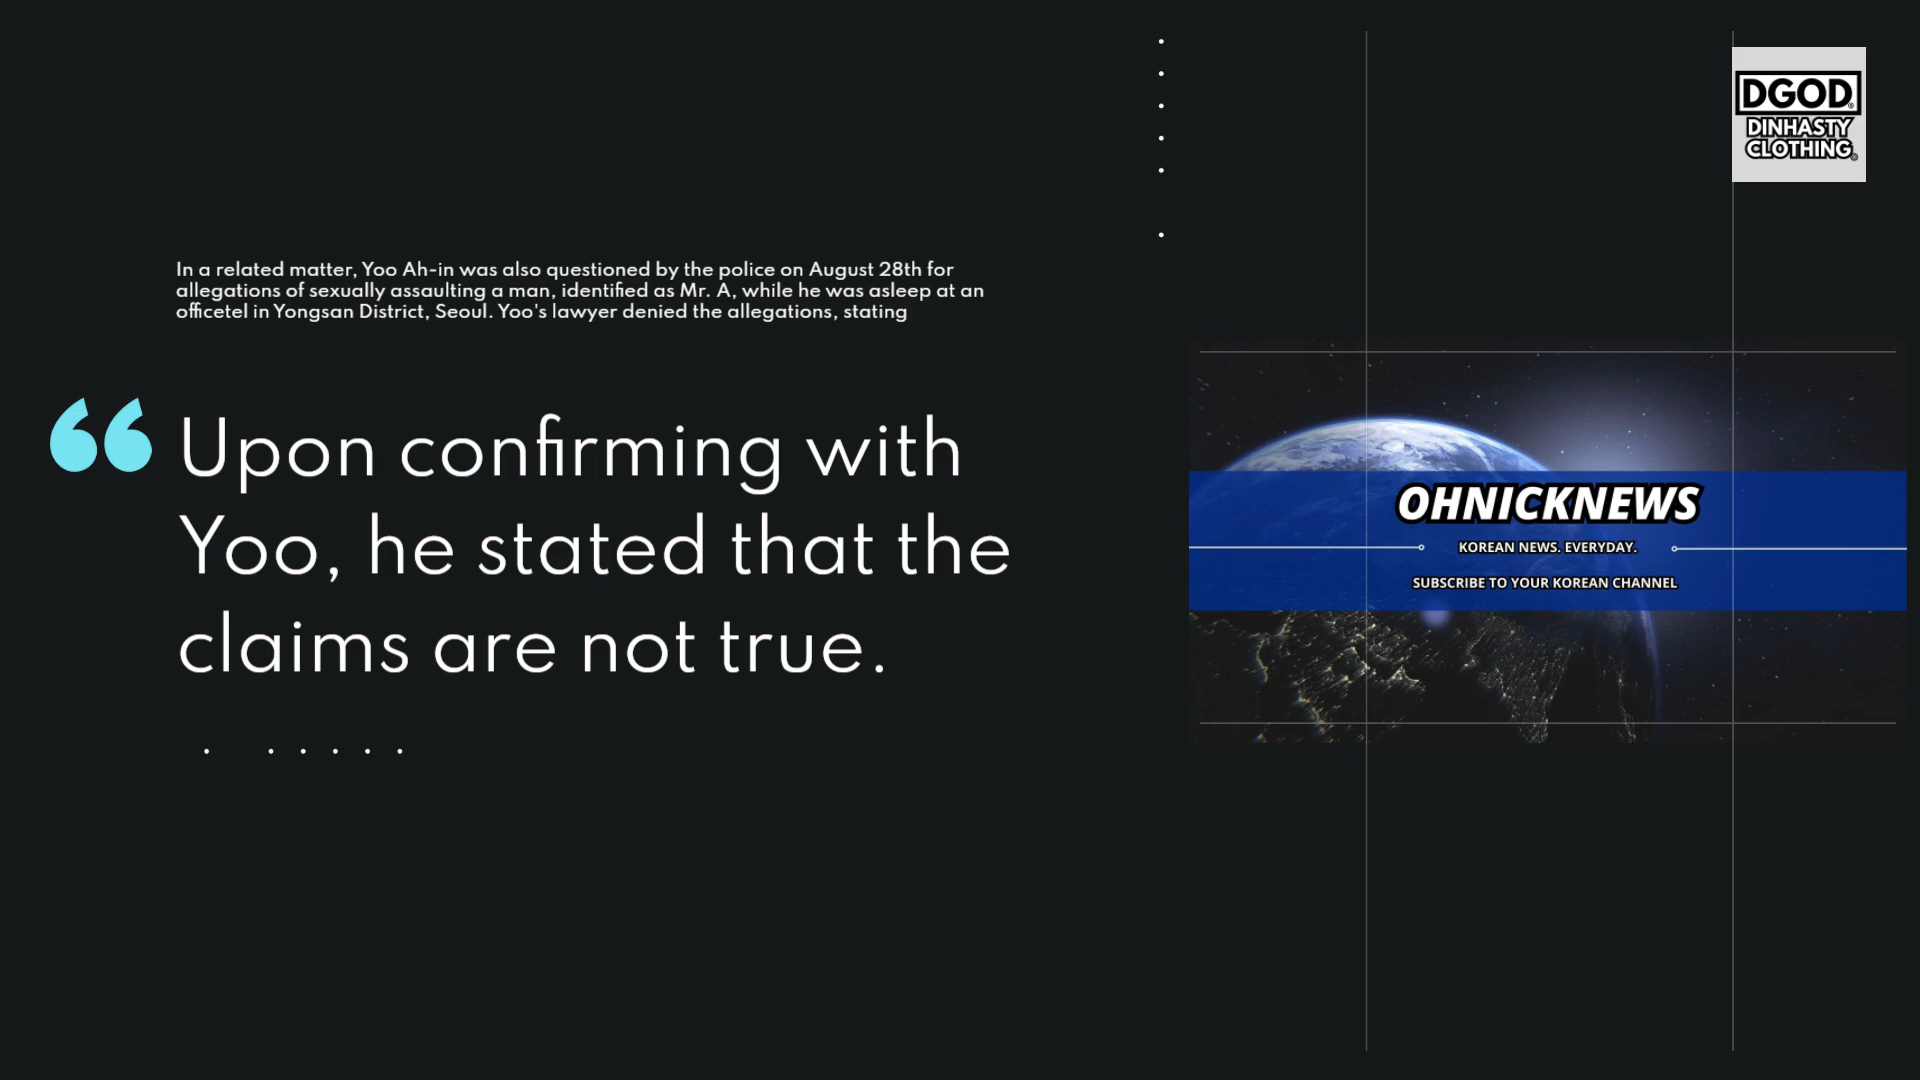 DGOD®
DINHASTY
CLOTHING®
In a related matter, Yoo Ah-in was also questioned by the police on August 28th for
allegations of sexually assaulting a man, identified as Mr. A, while he was asleep at an
officetel in Yongsan District, Seoul. Yoo's lawyer denied the allegations, stating
“Upon confirming with
Yoo, he stated that the
claims are not true.
OHNICKNEWS
KOREAN NEWS. EVERYDAY.
SUBSCRIBE TO YOUR KOREAN CHANNEL